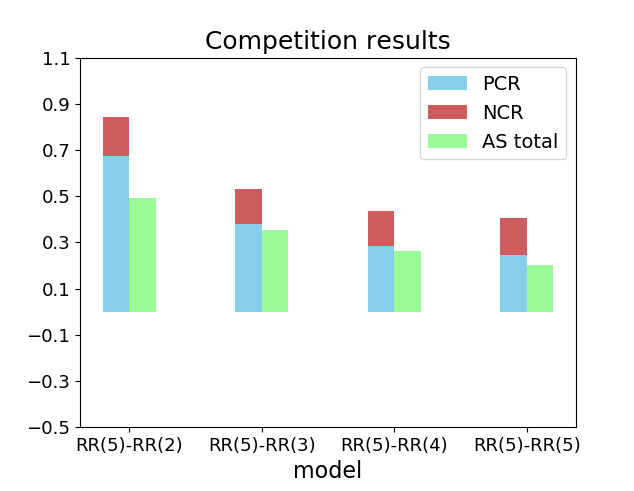 Competition results
1.1
0.9
0.7
0.5
0.3
0.1
−0.1
−0.3
−0.5
PCR
NCR
AS total
RR(5)-RR(2) RR(5)-RR(3) RR(5)-RR(4) RR(5)-RR(5)
model